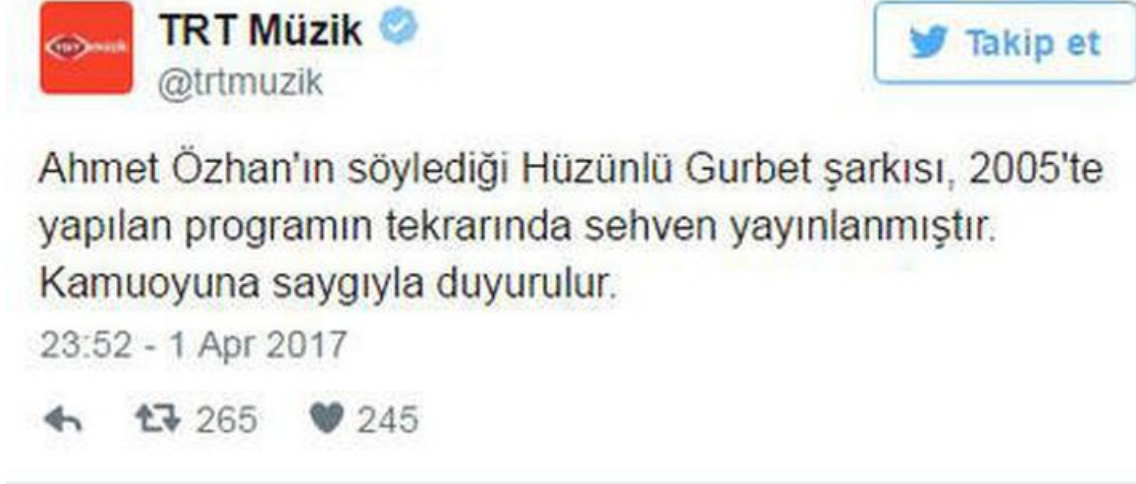 TRT Müzik
@trtmuzik
Takip et
Ahmet Özhan'ın söylediği Hüzünlü Gurbet şarkısı, 2005'te
yapılan programın tekrarında sehven yayınlanmıştır.
Kamuoyuna saygıyla duyurulur.
23:52 - 1 Apr 2017
265 245